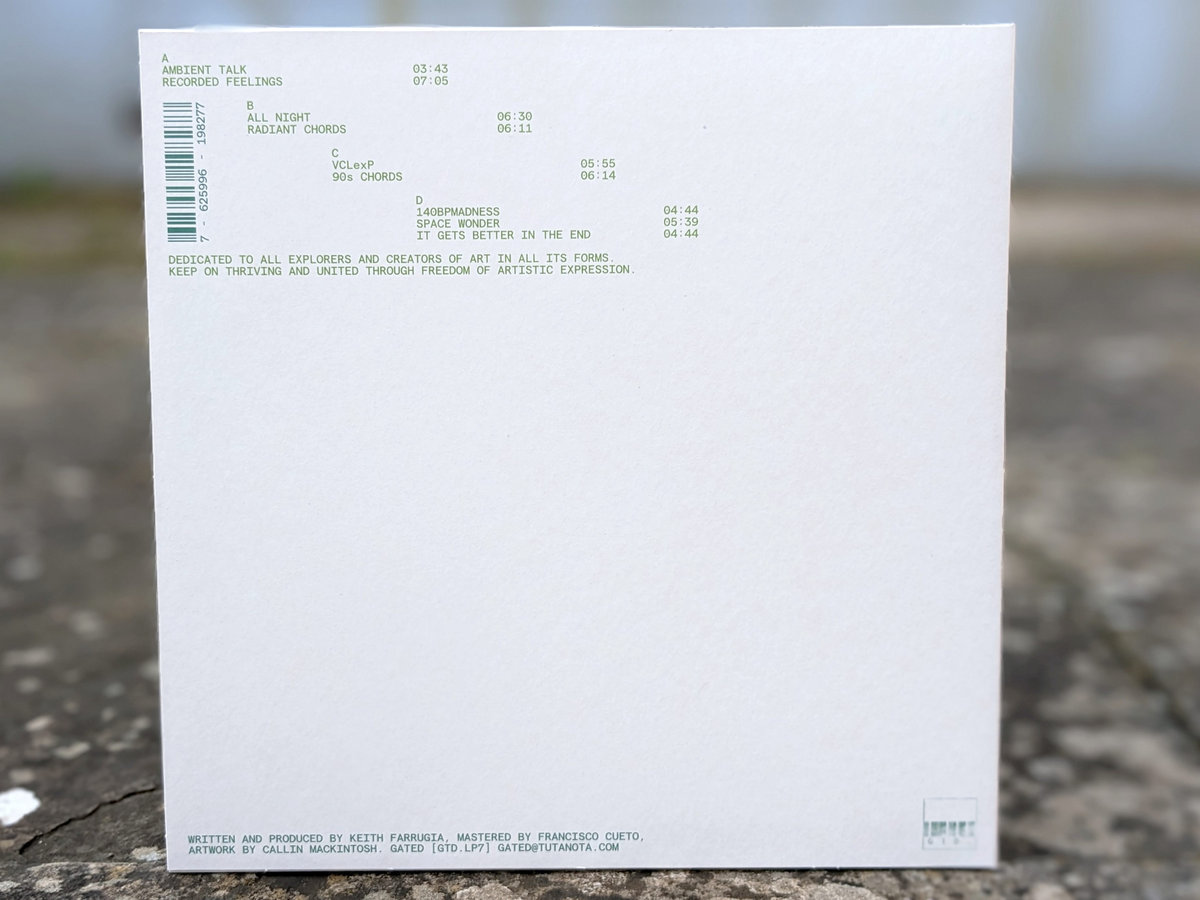 A
AMBIENT TALK 03:43
RECORDED FEELINGS 07:05
7 - 625996 - 198277
B
ALL NIGHT 06:30
RADIANT CHORDS 06:11
C
VCLexP 05:55
90s CHORDS 06:14
D
140BPMADNESS 04:44
SPACE WONDER 05:39
IT GETS BETTER IN THE END 04:44
DEDICATED TO ALL EXPLORERS AND CREATORS OF ART IN ALL ITS FORMS.
KEEP ON THRIVING AND UNITED THROUGH FREEDOM OF ARTISTIC EXPRESSION.
WRITTEN AND PRODUCED BY KEITH FARRUGIA, MASTERED BY FRANCISCO CUETO,
ARTWORK BY CALLIN MACKINTOSH. GATED [GTD.LP7] GATED@TUTANOTA.COM